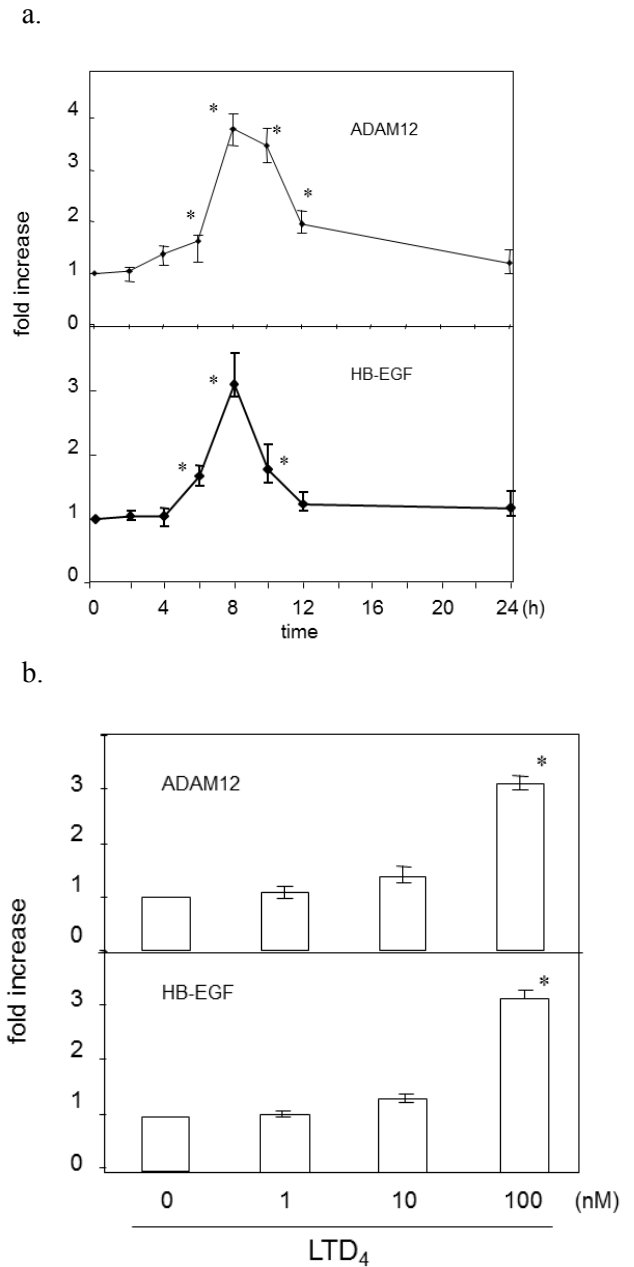 a.
4
*
*
ADAM12
3
*
2
*
1
0
fold increase
HB-EGF
3
*
2
*
*
1
0
0 4 8 12 16 20 24 (h)
time
b.
*
3
ADAM12
2
1
0
fold increase
HB-EGF
*
3
2
1
0
0 1 10 100 (nM)
LTD₄